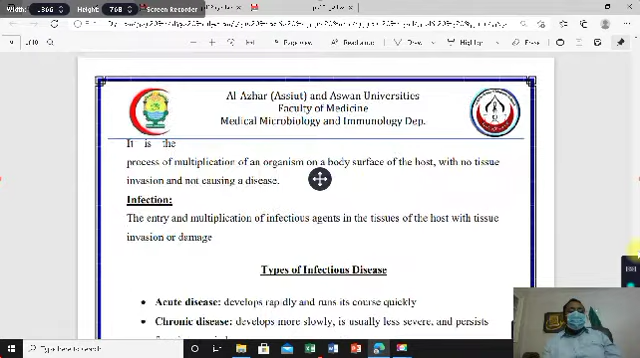 Width: 366 Height: 768 Screen Recorder
of 10
Page view
Read aloud
Draw
Highlight
Al Azhar (Assiut) and Aswan Universities
Faculty of Medicine
Medical Microbiology and Immunology Dep.
It is the
process of multiplication of an organism on a body surface of the host, with no tissue
invasion and not causing a disease.
Infection:
The entry and multiplication of infectious agents in the tissues of the host with tissue
invasion or damage
Types of Infectious Disease
• Acute disease: develops rapidly and runs its course quickly
• Chronic disease: develops more slowly, is usually less severe, and persists
Type here to search